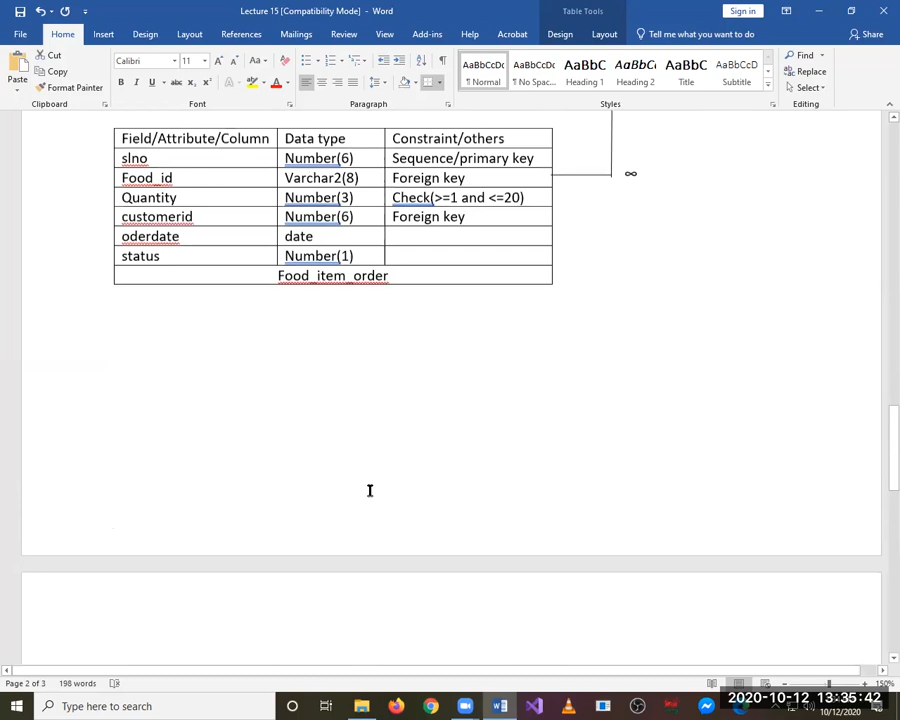 Lecture 15 [Compatibility Mode] - Word
Table Tools
Sign in
File Home Insert Design Layout References Mailings Review View Add-ins Help Acrobat Design Layout Tell me what you want to do Share
Paste
Cut
Copy
Format Painter
Calibri 11
AaBbCcDc AaBbCcDc AaBbC AaBbCc AaBbC AaBbCcD
¶ Normal ¶ No Spac... Heading 1 Heading 2 Title Subtitle
Find
Replace
Select
Clipboard Font Paragraph Styles Editing
Field/Attribute/Column Data type Constraint/others
slno Number(6) Sequence/primary key
Food_id Varchar2(8) Foreign key
∞
Quantity Number(3) Check(>=1 and <=20)
customerid Number(6) Foreign key
oderdate date
status Number(1)
Food_item_order
Page 2 of 3 198 words 150%
Type here to search
2020-10-12 13:35:42
10/12/2020